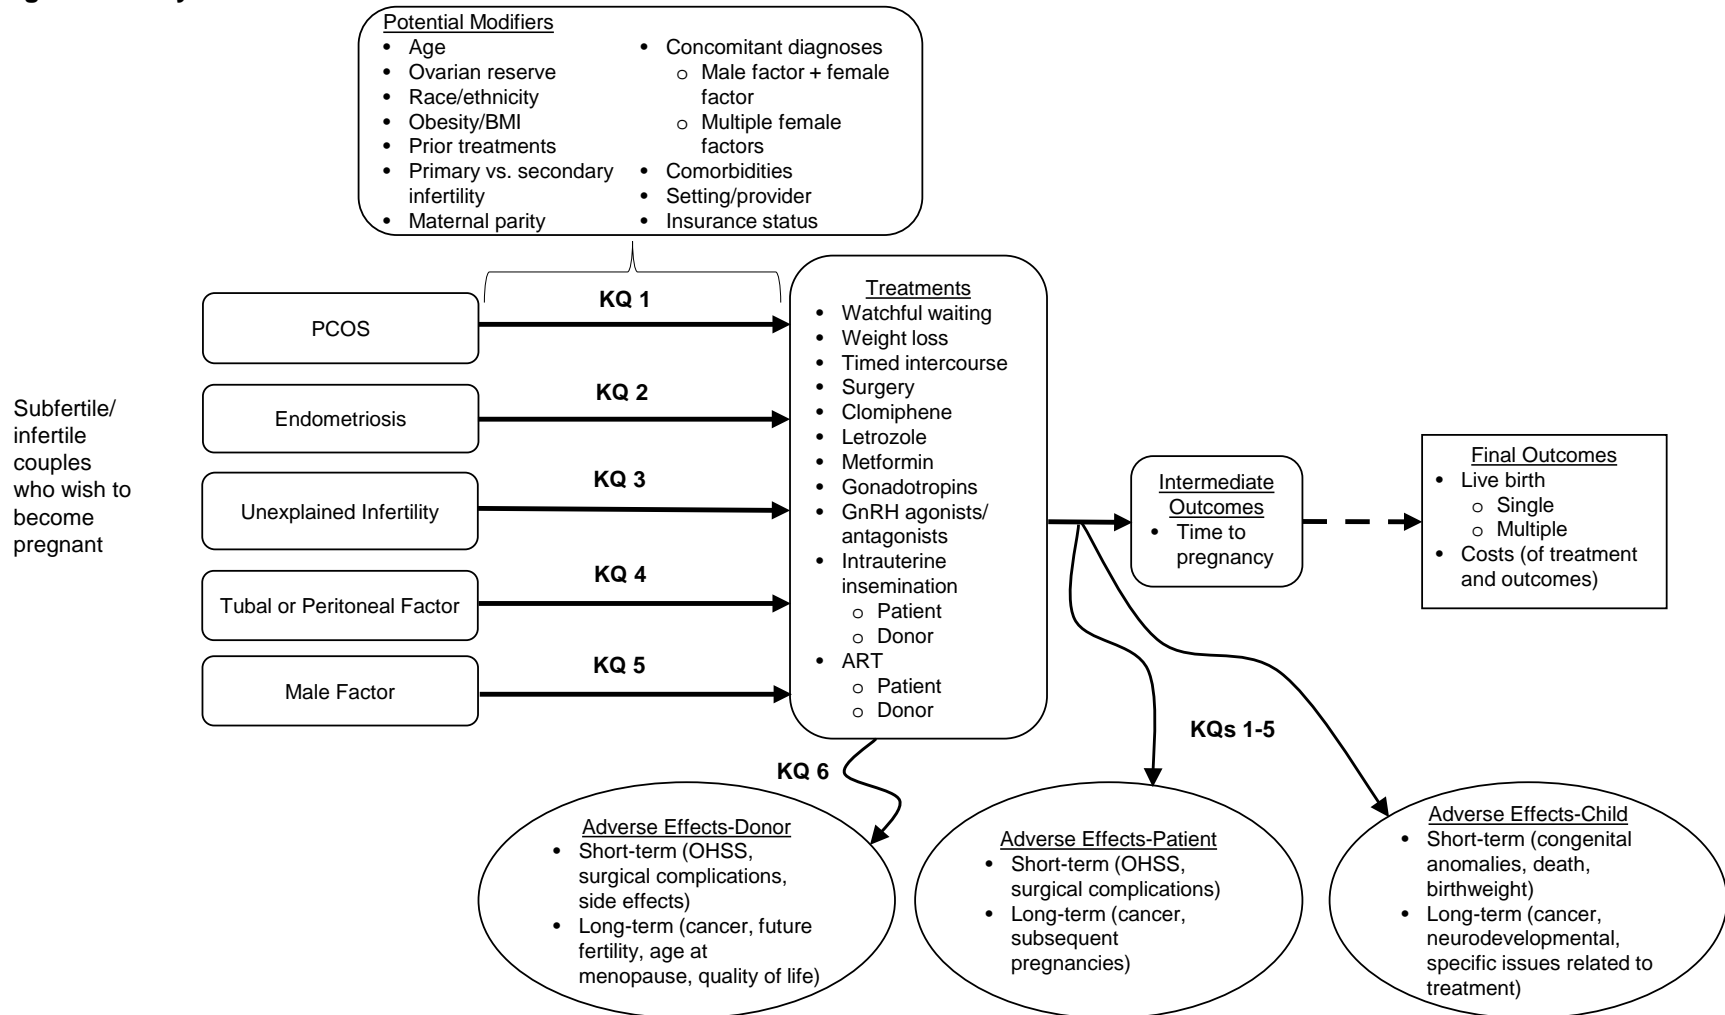 Potential Modifiers
• Age
• Ovarian reserve
• Race/ethnicity
• Obesity/BMI
• Prior treatments
• Primary vs. secondary
infertility
• Maternal parity
• Concomitant diagnoses
o Male factor + female
factor
o Multiple female
factors
• Comorbidities
• Setting/provider
• Insurance status
Subfertile/
infertile
couples
who wish to
become
pregnant
PCOS
KQ 1
Endometriosis
KQ 2
Unexplained Infertility
KQ 3
Tubal or Peritoneal Factor
KQ 4
Male Factor
KQ 5
Treatments
• Watchful waiting
• Weight loss
• Timed intercourse
• Surgery
• Clomiphene
• Letrozole
• Metformin
• Gonadotropins
• GnRH agonists/
antagonists
• Intrauterine
insemination
o Patient
o Donor
• ART
o Patient
o Donor
Intermediate
Outcomes
• Time to
pregnancy
Final Outcomes
• Live birth
o Single
o Multiple
• Costs (of treatment
and outcomes)
KQs 1-5
KQ 6
Adverse Effects-Donor
• Short-term (OHSS,
surgical complications,
side effects)
• Long-term (cancer, future
fertility, age at
menopause, quality of life)
Adverse Effects-Patient
• Short-term (OHSS,
surgical complications)
• Long-term (cancer,
subsequent
pregnancies)
Adverse Effects-Child
• Short-term (congenital
anomalies, death,
birthweight)
• Long-term (cancer,
neurodevelopmental,
specific issues related to
treatment)